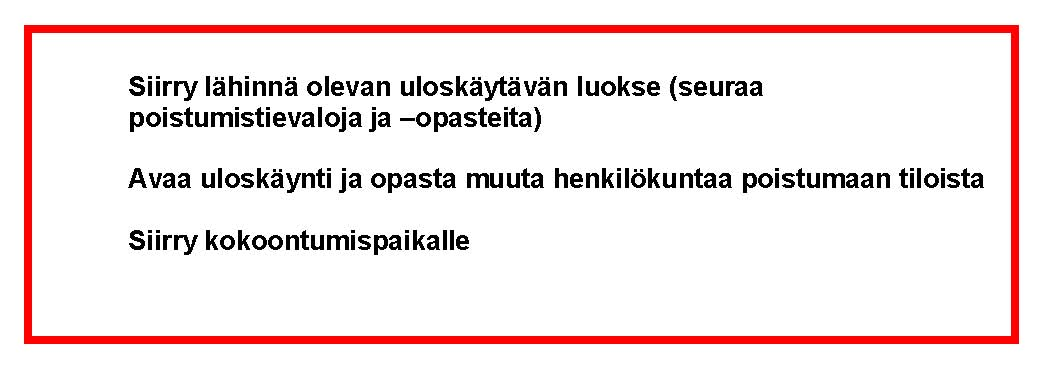 Siirry lähinnä olevan uloskäytävän luokse (seuraa
poistumistievaloja ja –opasteita)
Avaa uloskäynti ja opasta muuta henkilökuntaa poistumaan tiloista
Siirry kokoontumispaikalle